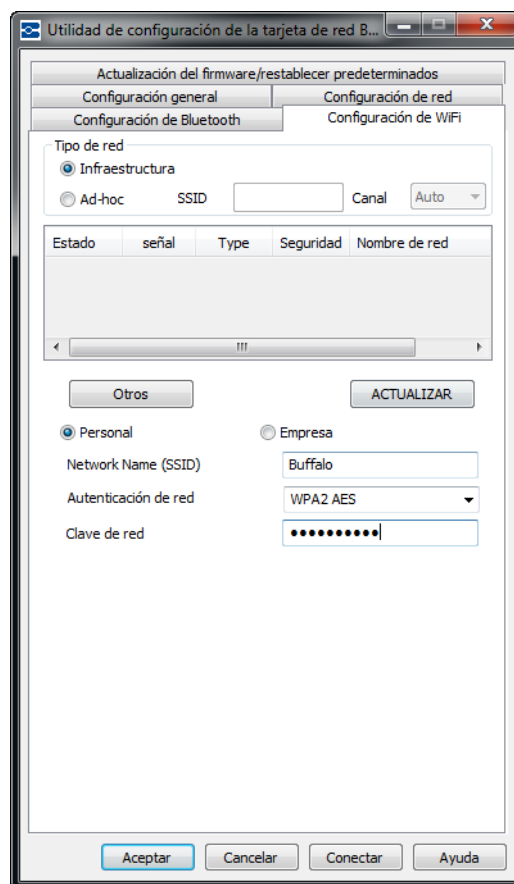 Utilidad de configuración de la tarjeta de red B...
Actualización del firmware/restablecer predeterminados
Configuración general Configuración de red
Configuración de Bluetooth Configuración de WiFi
Tipo de red
Infraestructura
Ad-hoc SSID Canal Auto
Estado señal Type Seguridad Nombre de red
Otros ACTUALIZAR
Personal Empresa
Network Name (SSID) Buffalo
Autenticación de red WPA2 AES
Clave de red ●●●●●●●●●●
Aceptar Cancelar Conectar Ayuda